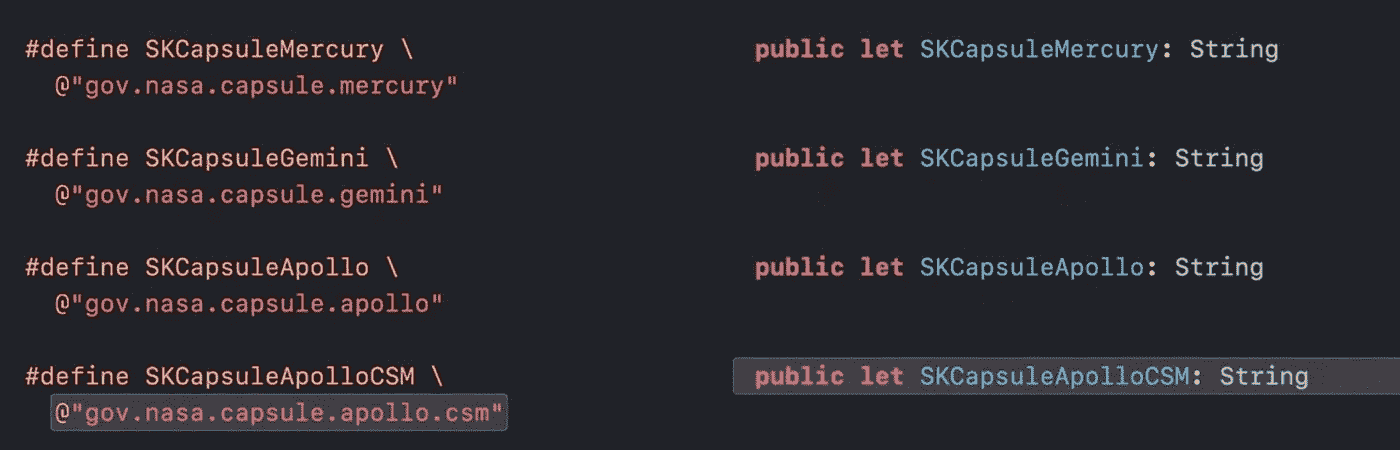 #define SKCapsuleMercury \
@"gov.nasa.capsule.mercury"
#define SKCapsuleGemini \
@"gov.nasa.capsule.gemini"
#define SKCapsuleApollo \
@"gov.nasa.capsule.apollo"
#define SKCapsuleApolloCSM \
@"gov.nasa.capsule.apollo.csm"
public let SKCapsuleMercury: String
public let SKCapsuleGemini: String
public let SKCapsuleApollo: String
public let SKCapsuleApolloCSM: String